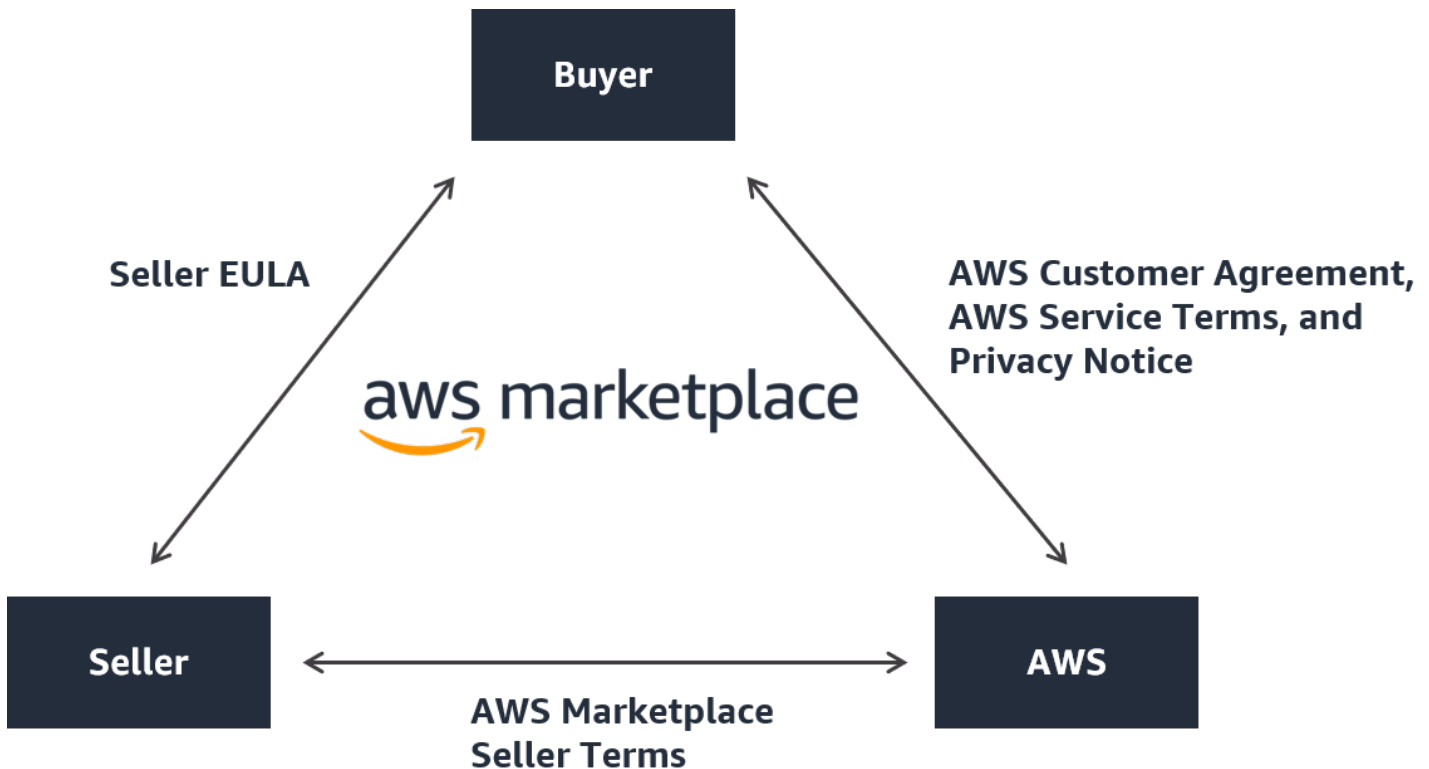 Buyer
Seller EULA
AWS Customer Agreement,
AWS Service Terms, and
Privacy Notice
aws marketplace
Seller
AWS
AWS Marketplace
Seller Terms